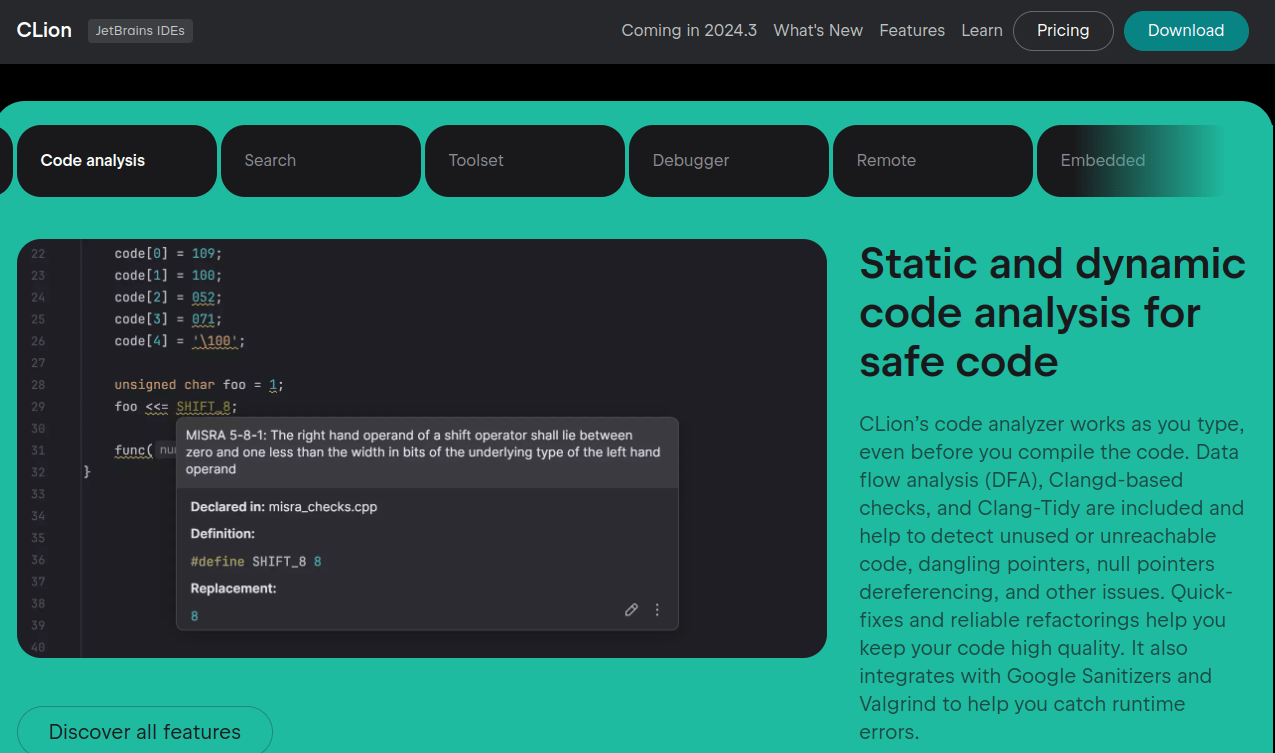 CLion JetBrains IDEs Coming in 2024.3 What's New Features Learn Pricing Download
Code analysis Search Toolset Debugger Remote Embedded
22 code[0] = 109;
23 code[1] = 100;
24 code[2] = 052;
25 code[3] = 071;
26 code[4] = '\100';
27
28 unsigned char foo = 1;
29 foo <<= SHIFT_8;
30
31 func(
32 }
33
34
35
36
37
38
39
40
MISRA 5-8-1: The right hand operand of a shift operator shall lie between
zero and one less than the width in bits of the underlying type of the left hand
operand
Declared in: misra_checks.cpp
Definition:
#define SHIFT_8 8
Replacement:
8
Static and dynamic
code analysis for
safe code
CLion’s code analyzer works as you type,
even before you compile the code. Data
flow analysis (DFA), Clangd-based
checks, and Clang-Tidy are included and
help to detect unused or unreachable
code, dangling pointers, null pointers
dereferencing, and other issues. Quick-
fixes and reliable refactorings help you
keep your code high quality. It also
integrates with Google Sanitizers and
Valgrind to help you catch runtime
errors.
Discover all features